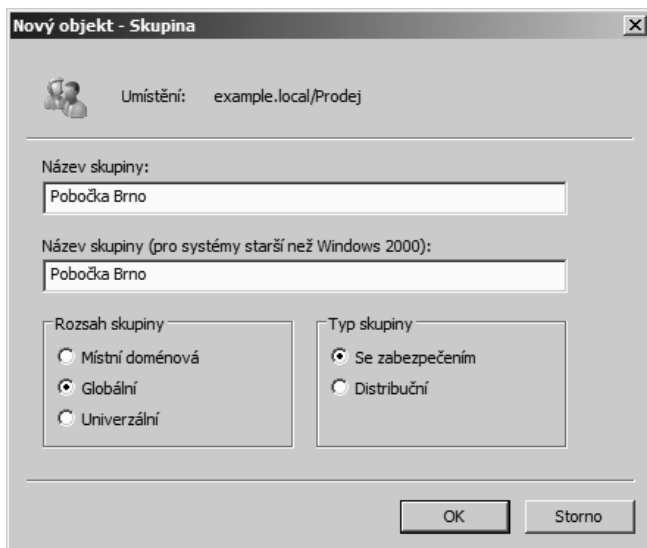 Nový objekt - Skupina
Umístění: example.local/Prodej
Název skupiny:
Pobočka Brno
Název skupiny (pro systémy starší než Windows 2000):
Pobočka Brno
Rozsah skupiny
Místní doménová
Globální
Univerzální
Typ skupiny
Se zabezpečením
Distribuční
OK Storno